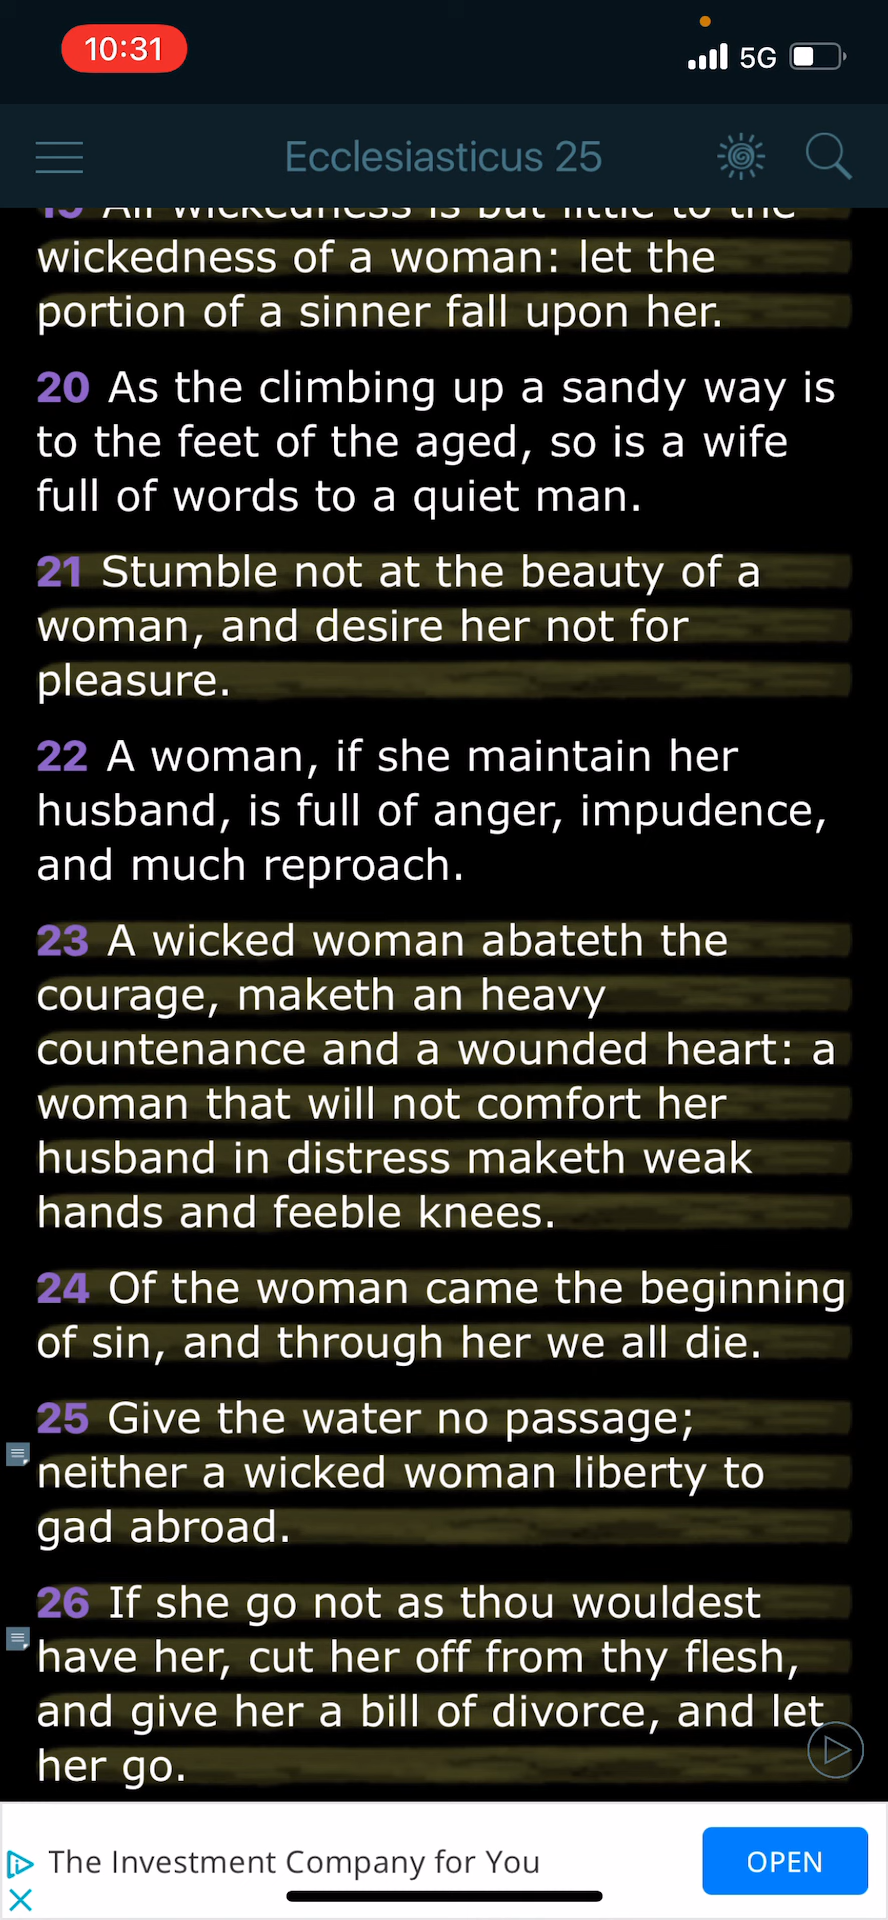 10:31
5G
Ecclesiasticus 25
19 All wickedness is but little to the
wickedness of a woman: let the
portion of a sinner fall upon her.
20 As the climbing up a sandy way is
to the feet of the aged, so is a wife
full of words to a quiet man.
21 Stumble not at the beauty of a
woman, and desire her not for
pleasure.
22 A woman, if she maintain her
husband, is full of anger, impudence,
and much reproach.
23 A wicked woman abateth the
courage, maketh an heavy
countenance and a wounded heart: a
woman that will not comfort her
husband in distress maketh weak
hands and feeble knees.
24 Of the woman came the beginning
of sin, and through her we all die.
25 Give the water no passage;
neither a wicked woman liberty to
gad abroad.
26 If she go not as thou wouldest
have her, cut her off from thy flesh,
and give her a bill of divorce, and let
her go.
The Investment Company for You
OPEN